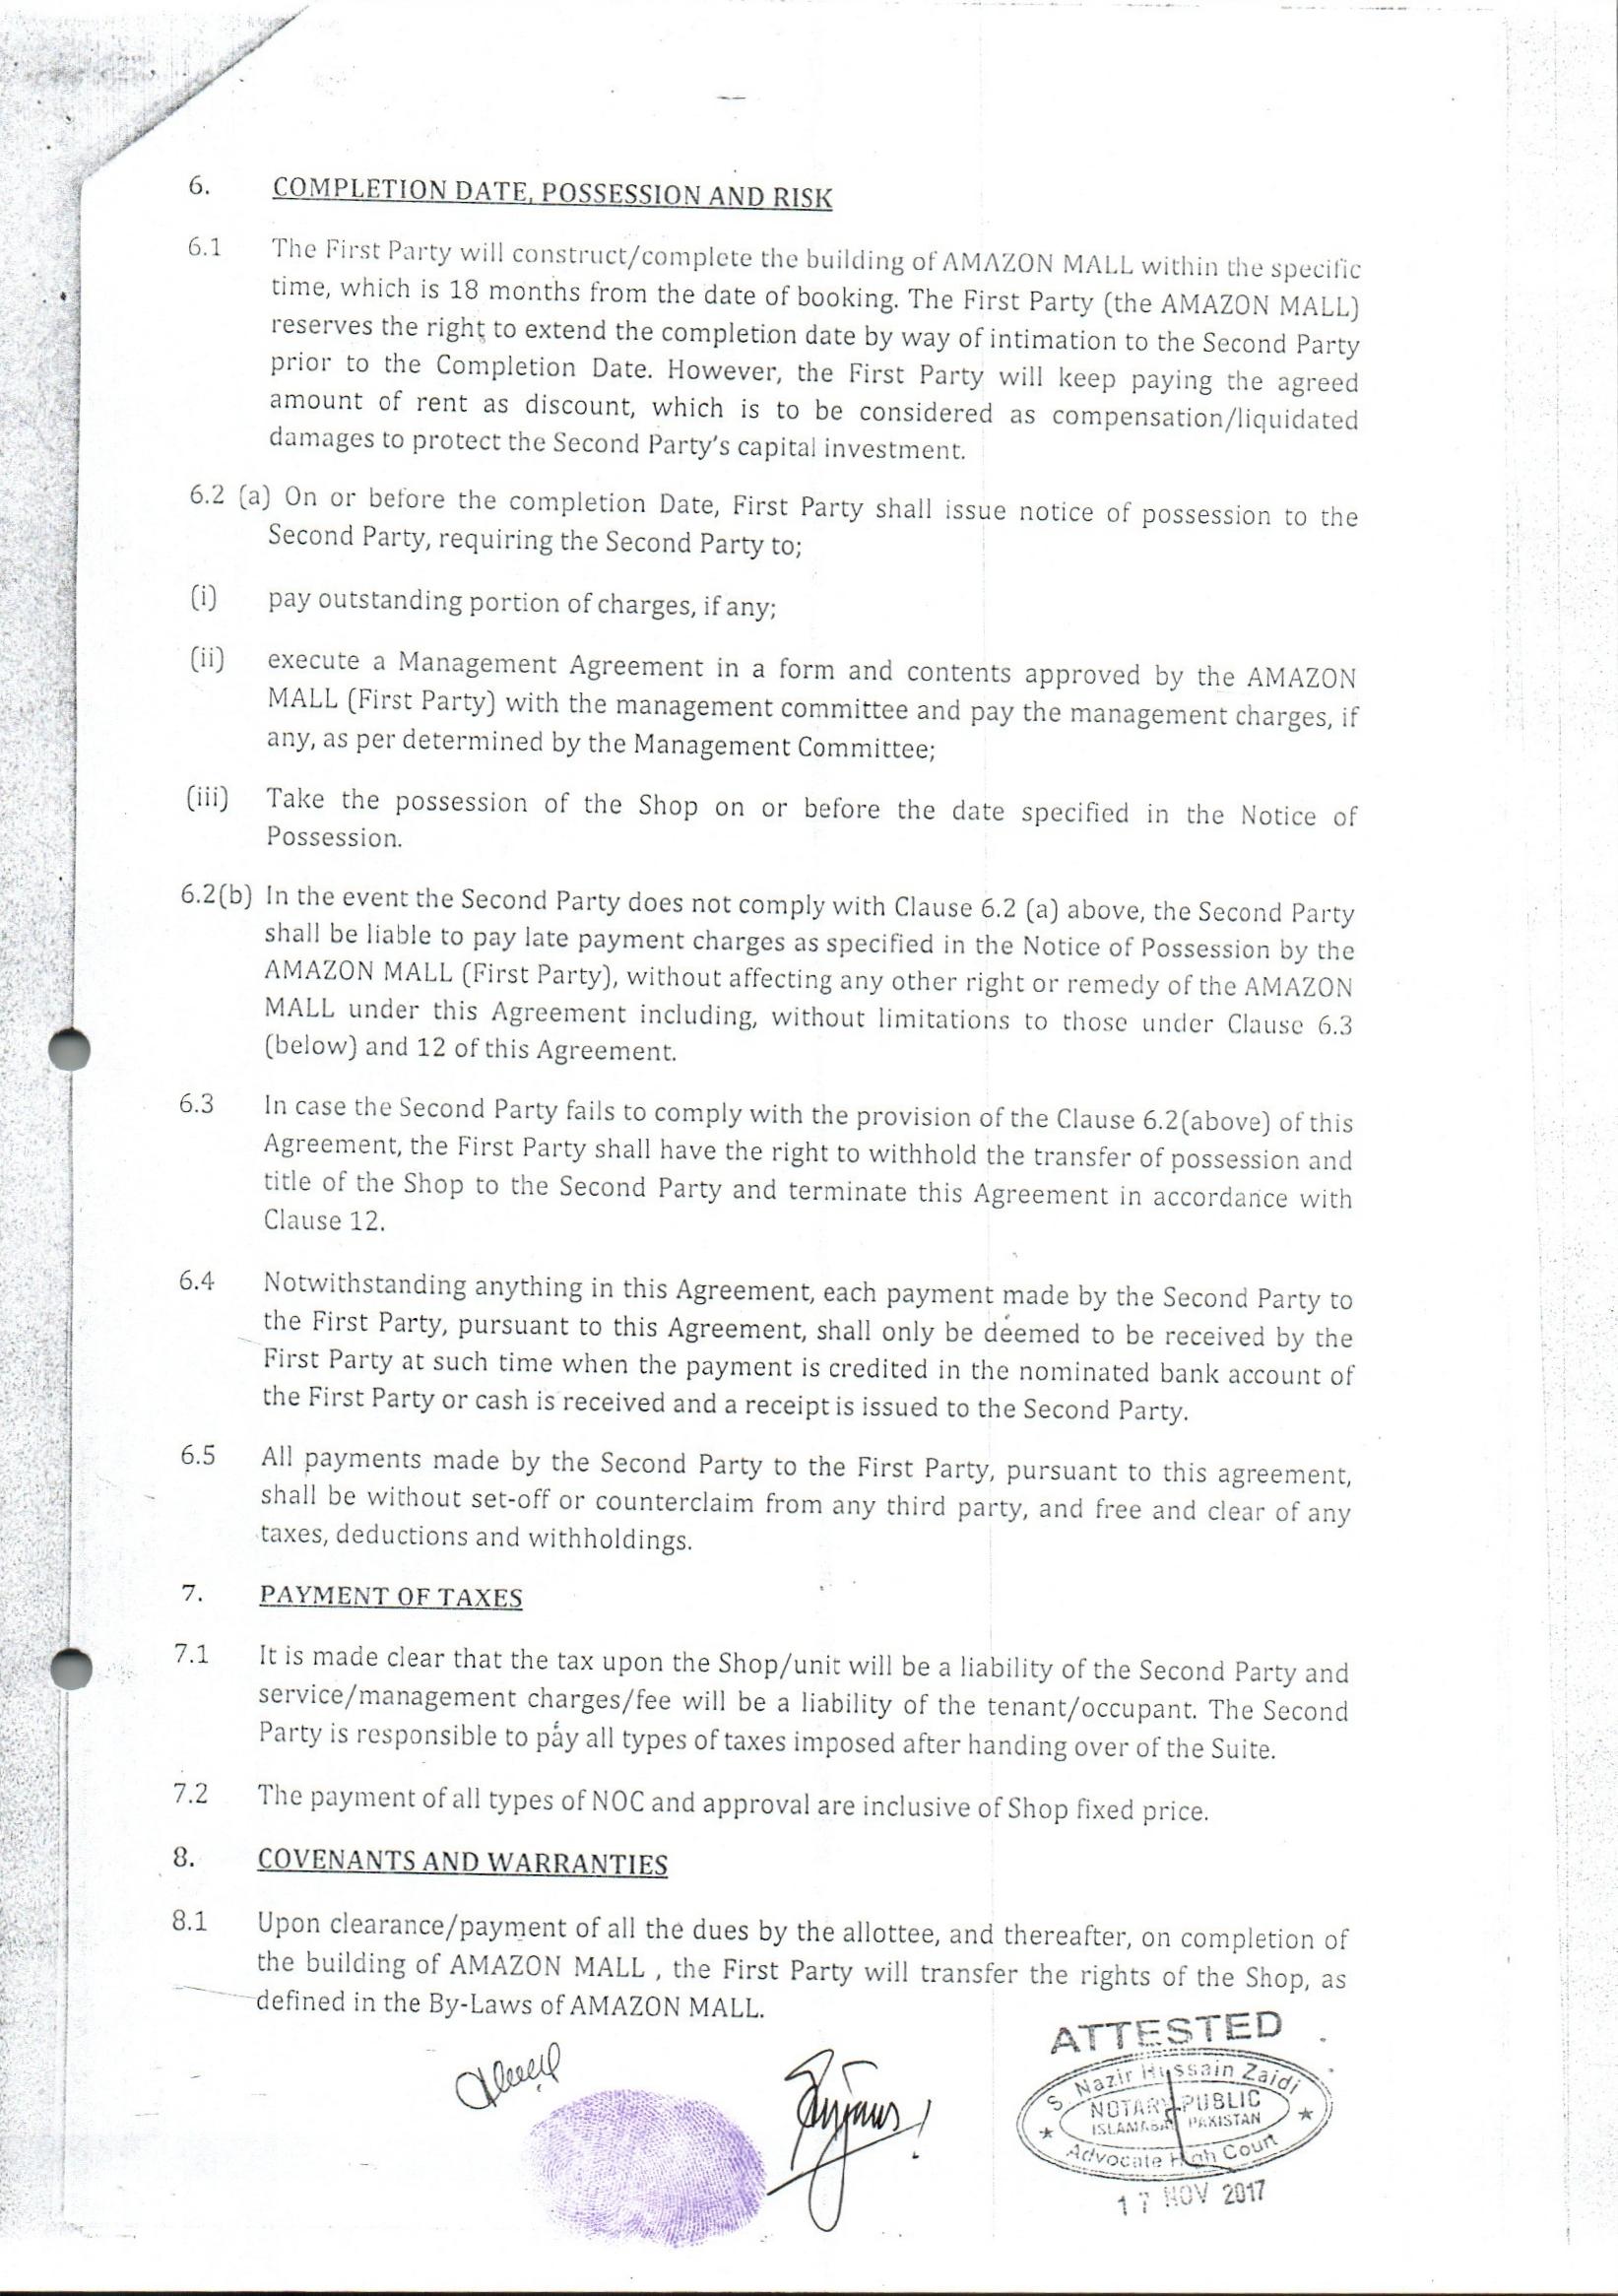 6. COMPLETION DATE, POSSESSION AND RISK
6.1 The First Party will construct/complete the building of AMAZON MALL within the specific
time, which is 18 months from the date of booking. The First Party (the AMAZON MALL)
reserves the right to extend the completion date by way of intimation to the Second Party
prior to the Completion Date. However, the First Party will keep paying the agreed
amount of rent as discount, which is to be considered as compensation/liquidated
damages to protect the Second Party's capital investment.
6.2 (a) On or before the completion Date, First Party shall issue notice of possession to the
Second Party, requiring the Second Party to;
(i) pay outstanding portion of charges, if any;
(ii) execute a Management Agreement in a form and contents approved by the AMAZON
MALL (First Party) with the management committee and pay the management charges, if
any, as per determined by the Management Committee;
(iii) Take the possession of the Shop on or before the date specified in the Notice of
Possession.
6.2(b) In the event the Second Party does not comply with Clause 6.2 (a) above, the Second Party
shall be liable to pay late payment charges as specified in the Notice of Possession by the
AMAZON MALL (First Party), without affecting any other right or remedy of the AMAZON
MALL under this Agreement including, without limitations to those under Clause 6.3
(below) and 12 of this Agreement.
6.3 In case the Second Party fails to comply with the provision of the Clause 6.2(above) of this
Agreement, the First Party shall have the right to withhold the transfer of possession and
title of the Shop to the Second Party and terminate this Agreement in accordance with
Clause 12.
6.4 Notwithstanding anything in this Agreement, each payment made by the Second Party to
the First Party, pursuant to this Agreement, shall only be deemed to be received by the
First Party at such time when the payment is credited in the nominated bank account of
the First Party or cash is received and a receipt is issued to the Second Party.
6.5 All payments made by the Second Party to the First Party, pursuant to this agreement,
shall be without set-off or counterclaim from any third party, and free and clear of any
taxes, deductions and withholdings.
7. PAYMENT OF TAXES
7.1 It is made clear that the tax upon the Shop/unit will be a liability of the Second Party and
service/management charges/fee will be a liability of the tenant/occupant. The Second
Party is responsible to pay all types of taxes imposed after handing over of the Suite.
7.2 The payment of all types of NOC and approval are inclusive of Shop fixed price.
8. COVENANTS AND WARRANTIES
8.1 Upon clearance/payment of all the dues by the allottee, and thereafter, on completion of
the building of AMAZON MALL , the First Party will transfer the rights of the Shop, as
defined in the By-Laws of AMAZON MALL.
ATTESTED
S. Nazir Hussain Zaidi
NOTARY PUBLIC
ISLAMABAD PAKISTAN
Advocate High Court
17 NOV 2017